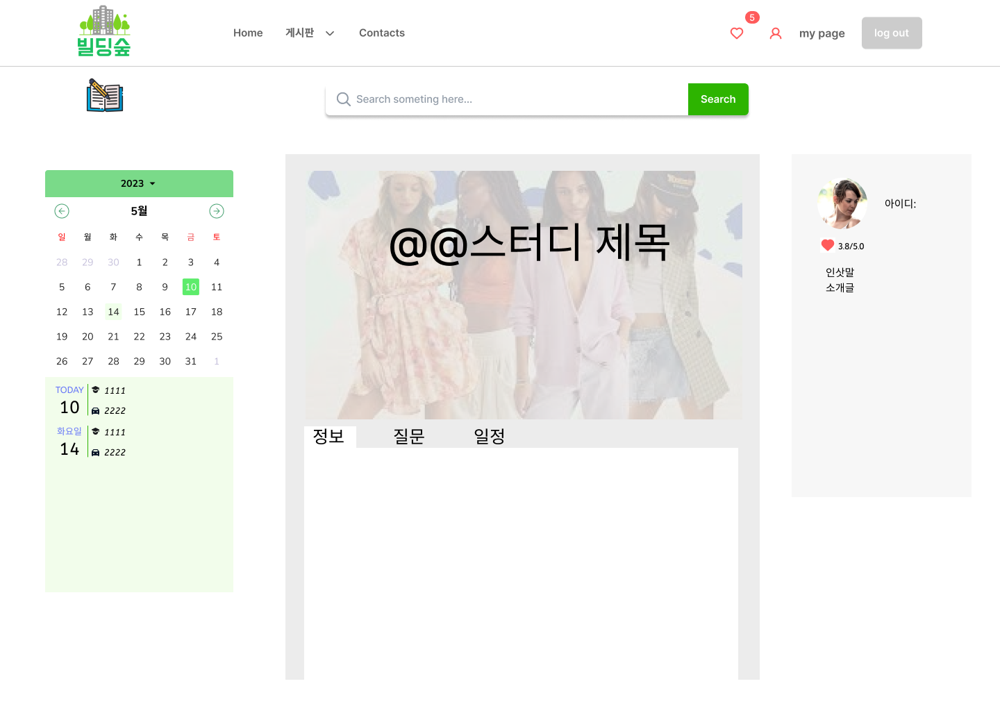 빌딩숲
Home 게시판 Contacts
5
my page
log out
Search someting here...
Search
2023
5월
일 월 화 수 목 금 토
28 29 30 1 2 3 4
5 6 7 8 9 10 11
12 13 14 15 16 17 18
19 20 21 22 23 24 25
26 27 28 29 30 31 1
TODAY
10
1111
2222
화요일
14
1111
2222
@@스터디 제목
정보 질문 일정
아이디:
3.8/5.0
인삿말
소개글